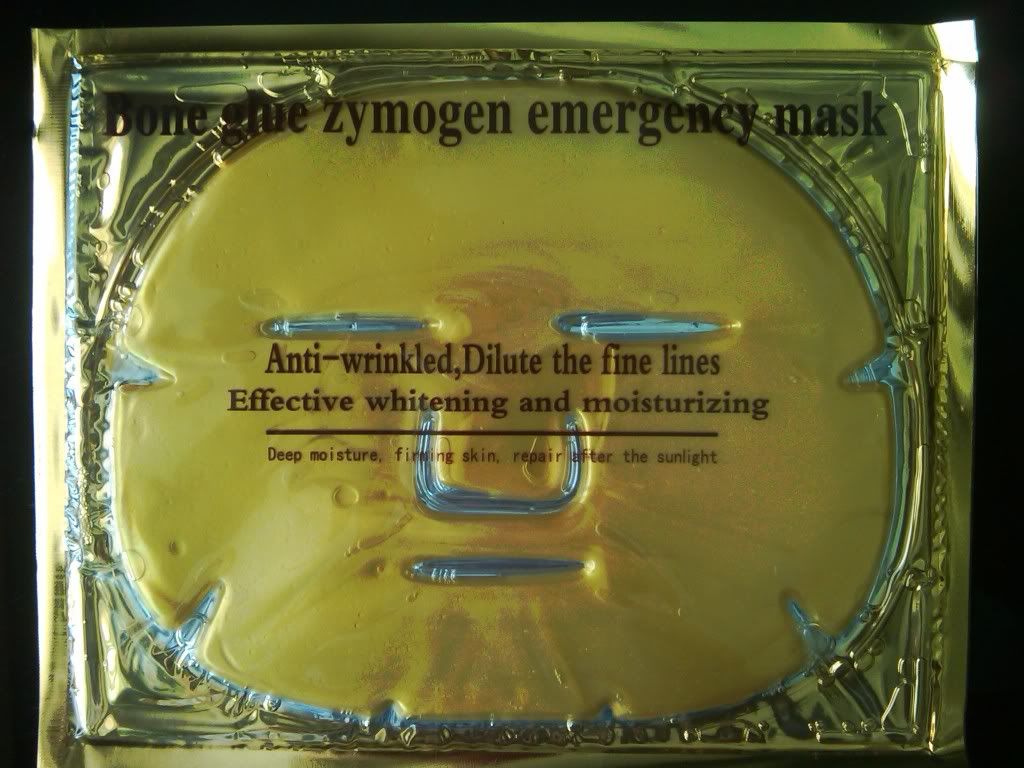 Bone glue zymogen emergency mask
Anti-wrinkled,Dilute the fine lines
Effective whitening and moisturizing
Deep moisture, firming skin, repair after the sunlight